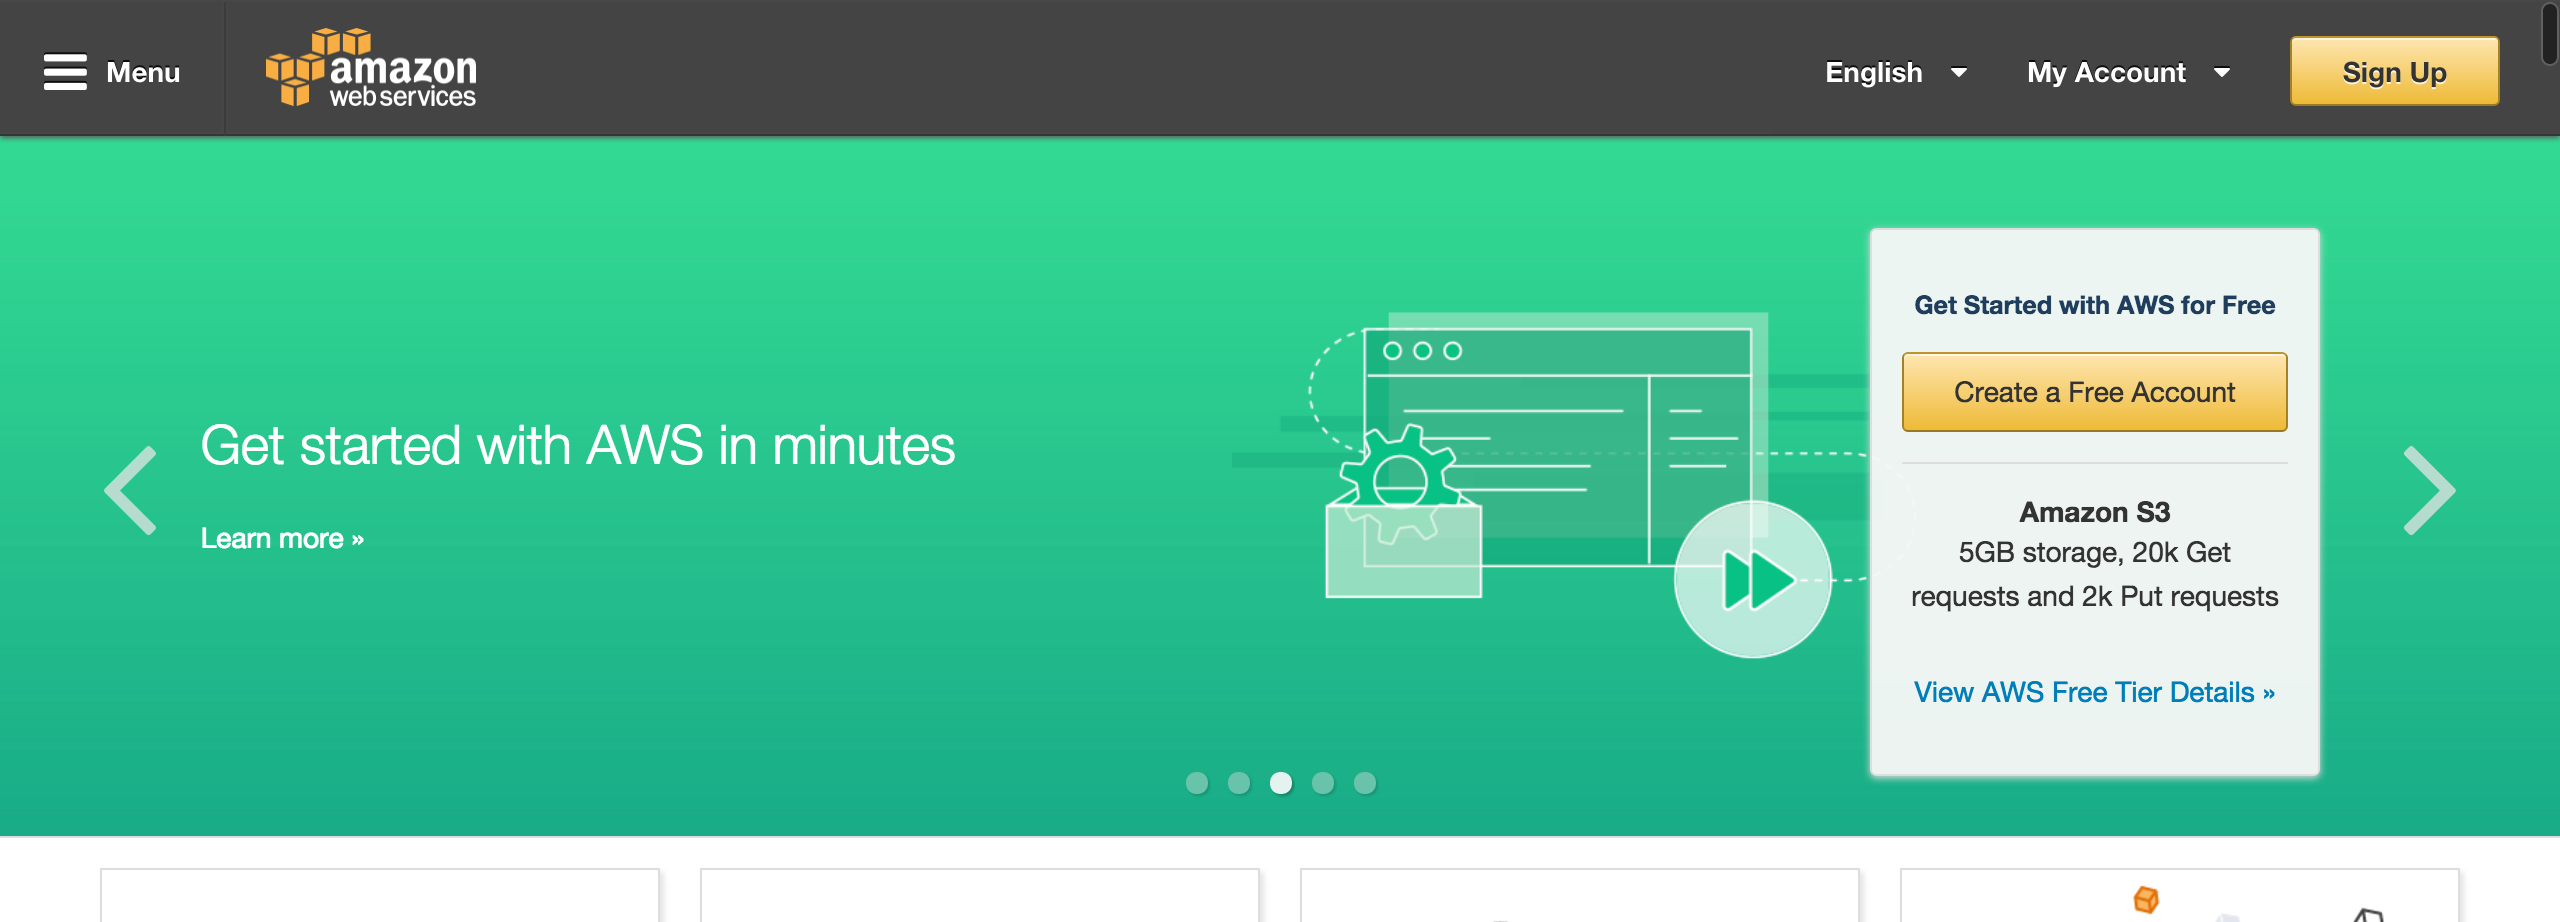 Menu
amazon
web services
English
My Account
Sign Up
Get started with AWS in minutes
Learn more »
Get Started with AWS for Free
Create a Free Account
Amazon S3
5GB storage, 20k Get
requests and 2k Put requests
View AWS Free Tier Details »